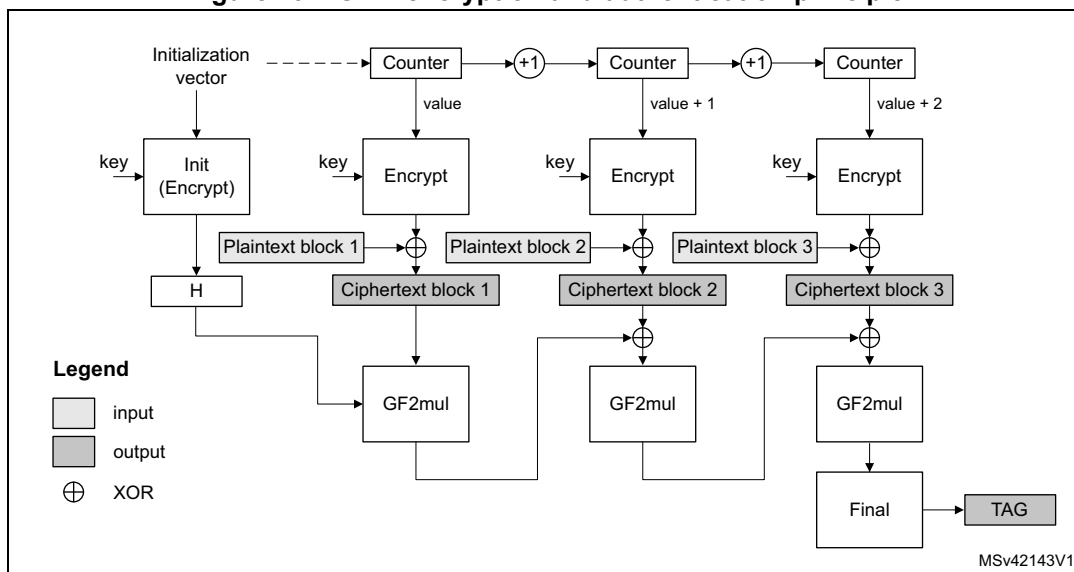 Initialization
vector
Counter
+1
Counter
+1
Counter
value
value + 1
value + 2
key
Init
(Encrypt)
key
Encrypt
key
Encrypt
key
Encrypt
Plaintext block 1
Plaintext block 2
Plaintext block 3
H
Ciphertext block 1
Ciphertext block 2
Ciphertext block 3
Legend
input
output
XOR
GF2mul
GF2mul
GF2mul
Final
TAG
MSv42143V1